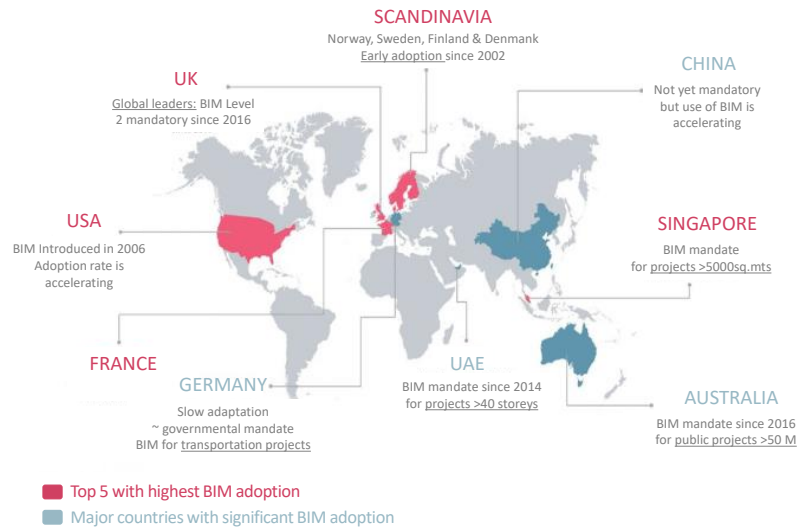 SCANDINAVIA
Norway, Sweden, Finland & Denmank
Early adoption since 2002
UK
Global leaders: BIM Level
2 mandatory since 2016
CHINA
Not yet mandatory
but use of BIM is
accelerating
USA
BIM Introduced in 2006
Adoption rate is
accelerating
SINGAPORE
BIM mandate
for projects >5000sq.mts
FRANCE
GERMANY
Slow adaptation
~ governmental mandate
BIM for transportation projects
UAE
BIM mandate since 2014
for projects >40 storeys
AUSTRALIA
BIM mandate since 2016
for public projects >50 M
Top 5 with highest BIM adoption
Major countries with significant BIM adoption